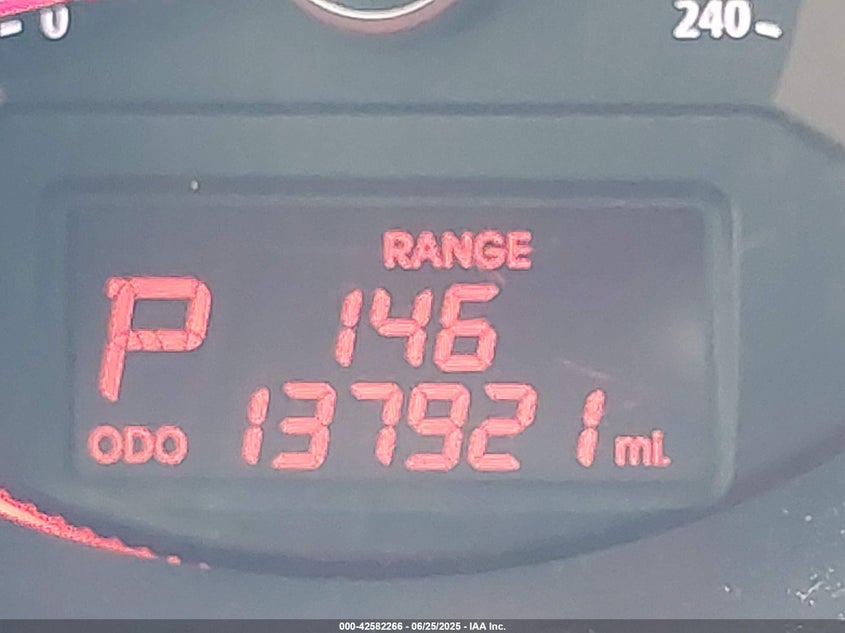 0
240
RANGE
P 146
ODO 137921 mi.
000-42582266 - 06/25/2025 - IAA Inc.